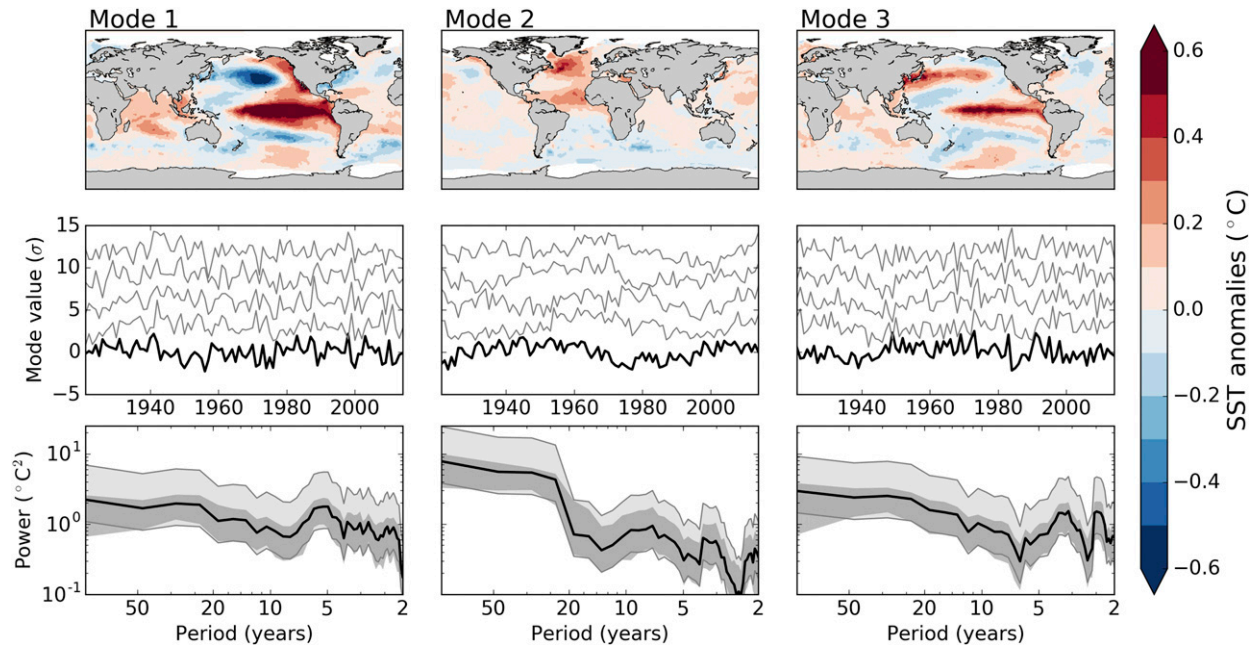 Mode 1
Mode 2
Mode 3
0.6
0.4
0.2
0.0
−0.2
−0.4
−0.6
SST anomalies (°C)
15
10
5
0
−5
Mode value (σ)
1940 1960 1980 2000
1940 1960 1980 2000
1940 1960 1980 2000
10¹
10⁰
10⁻¹
Power (°C²)
50 20 10 5 2
50 20 10 5 2
50 20 10 5 2
Period (years)
Period (years)
Period (years)